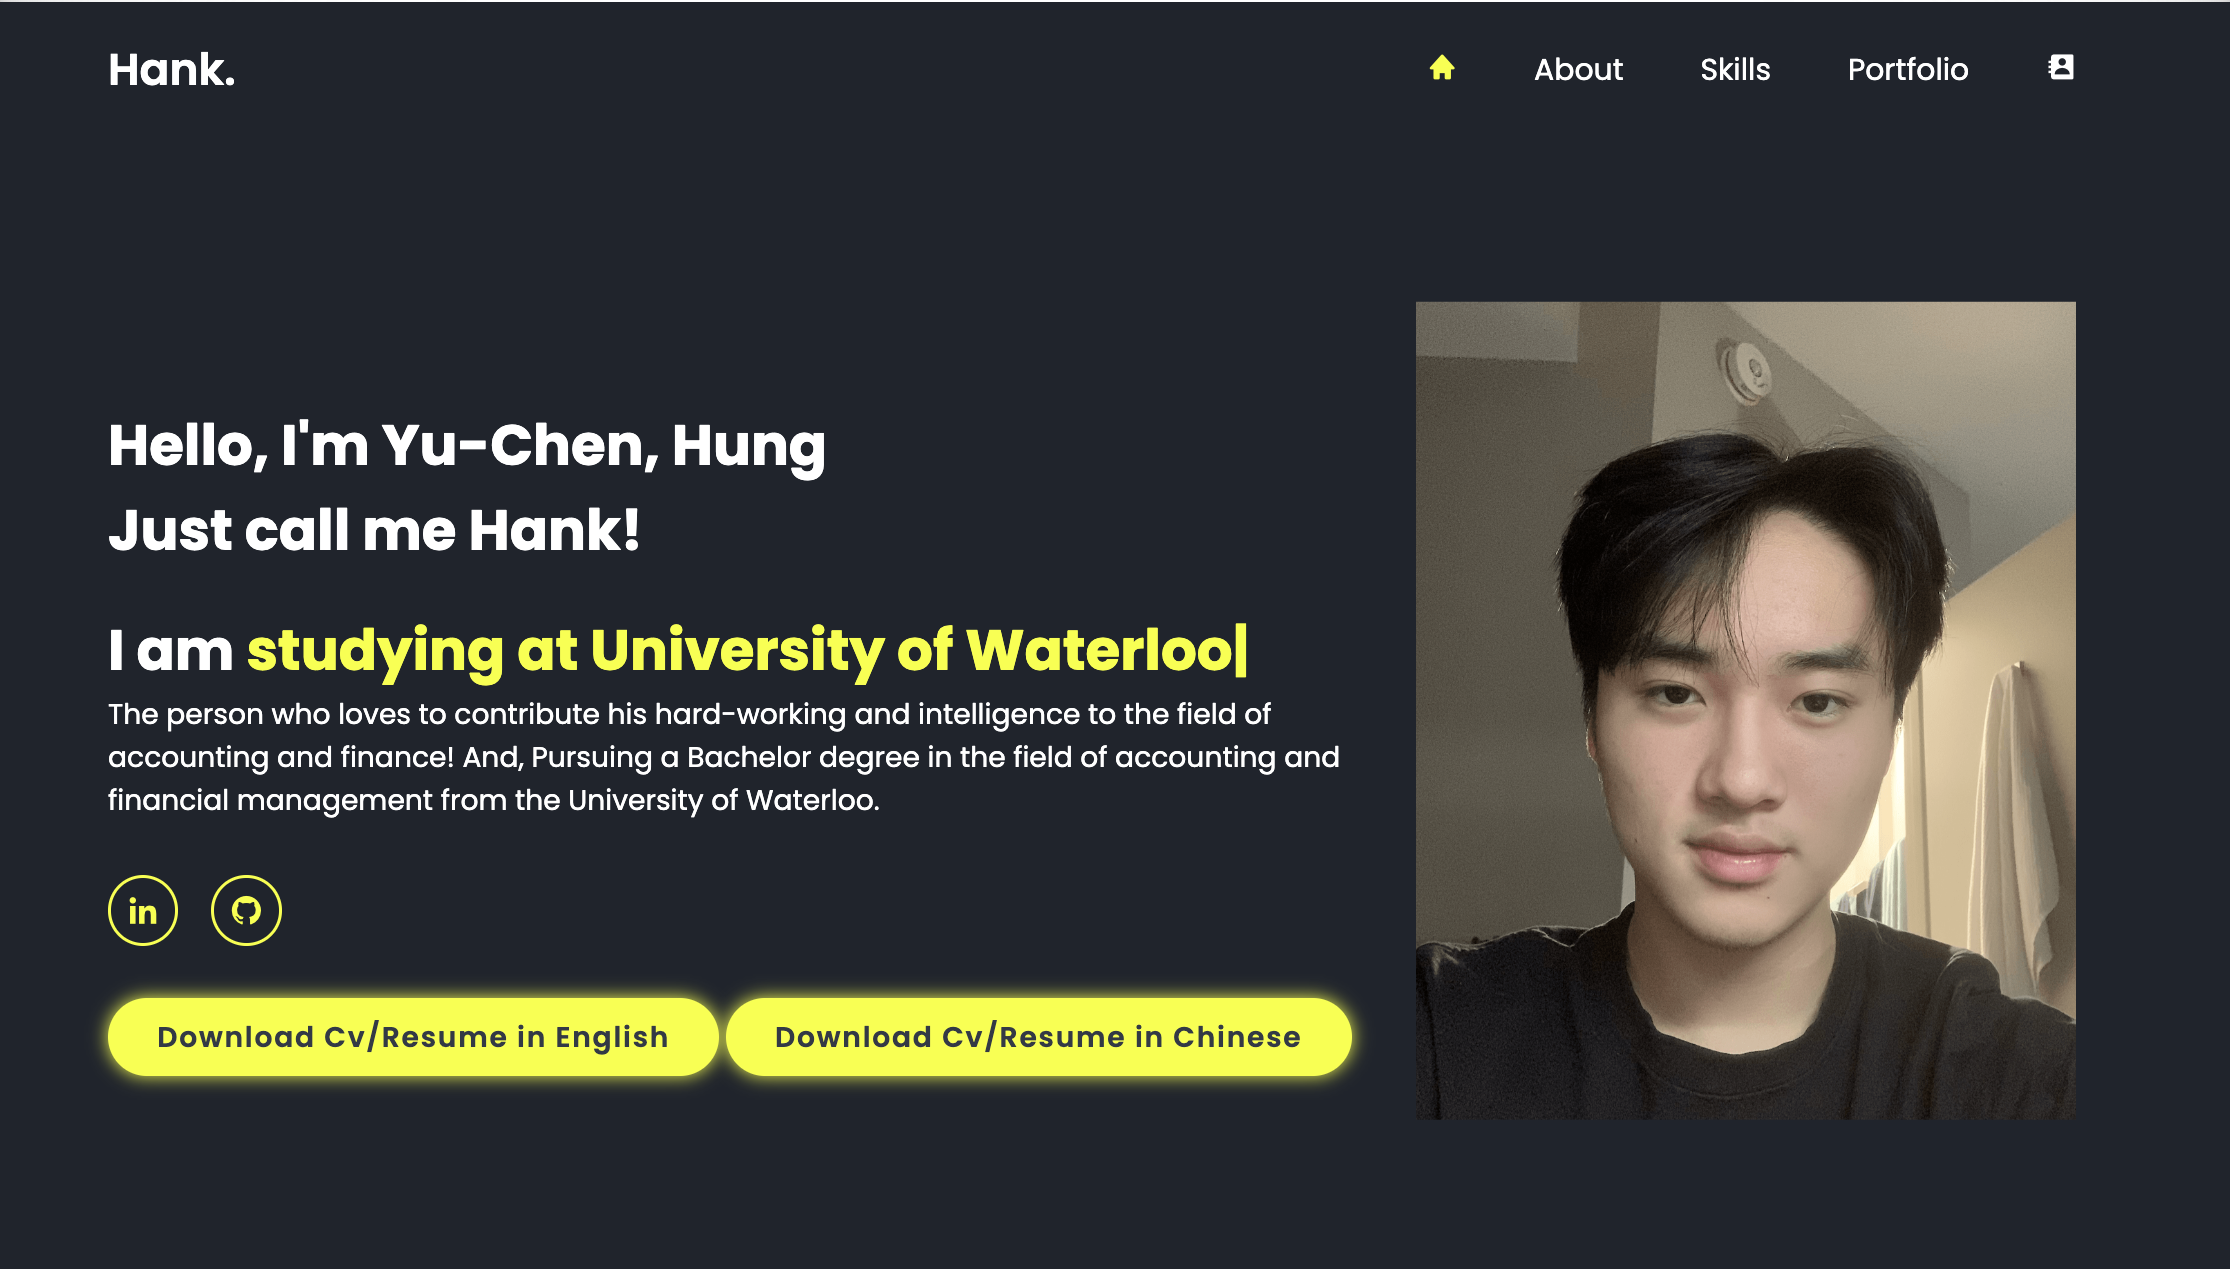 Hank.
About
Skills
Portfolio
Hello, I'm Yu-Chen, Hung
Just call me Hank!
I am studying at University of Waterloo|
The person who loves to contribute his hard-working and intelligence to the field of
accounting and finance! And, Pursuing a Bachelor degree in the field of accounting and
financial management from the University of Waterloo.
in
Download Cv/Resume in English
Download Cv/Resume in Chinese